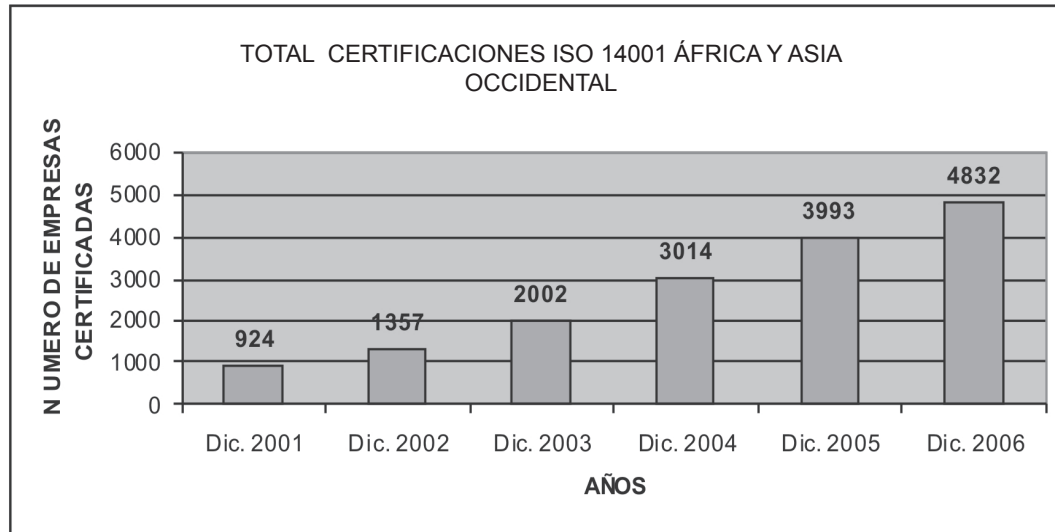 TOTAL CERTIFICACIONES ISO 14001 ÁFRICA Y ASIA
OCCIDENTAL
N UMERO DE EMPRESAS
CERTIFICADAS
6000
5000
4000
3000
2000
1000
0
924
1357
2002
3014
3993
4832
Dic. 2001
Dic. 2002
Dic. 2003
Dic. 2004
Dic. 2005
Dic. 2006
AÑOS